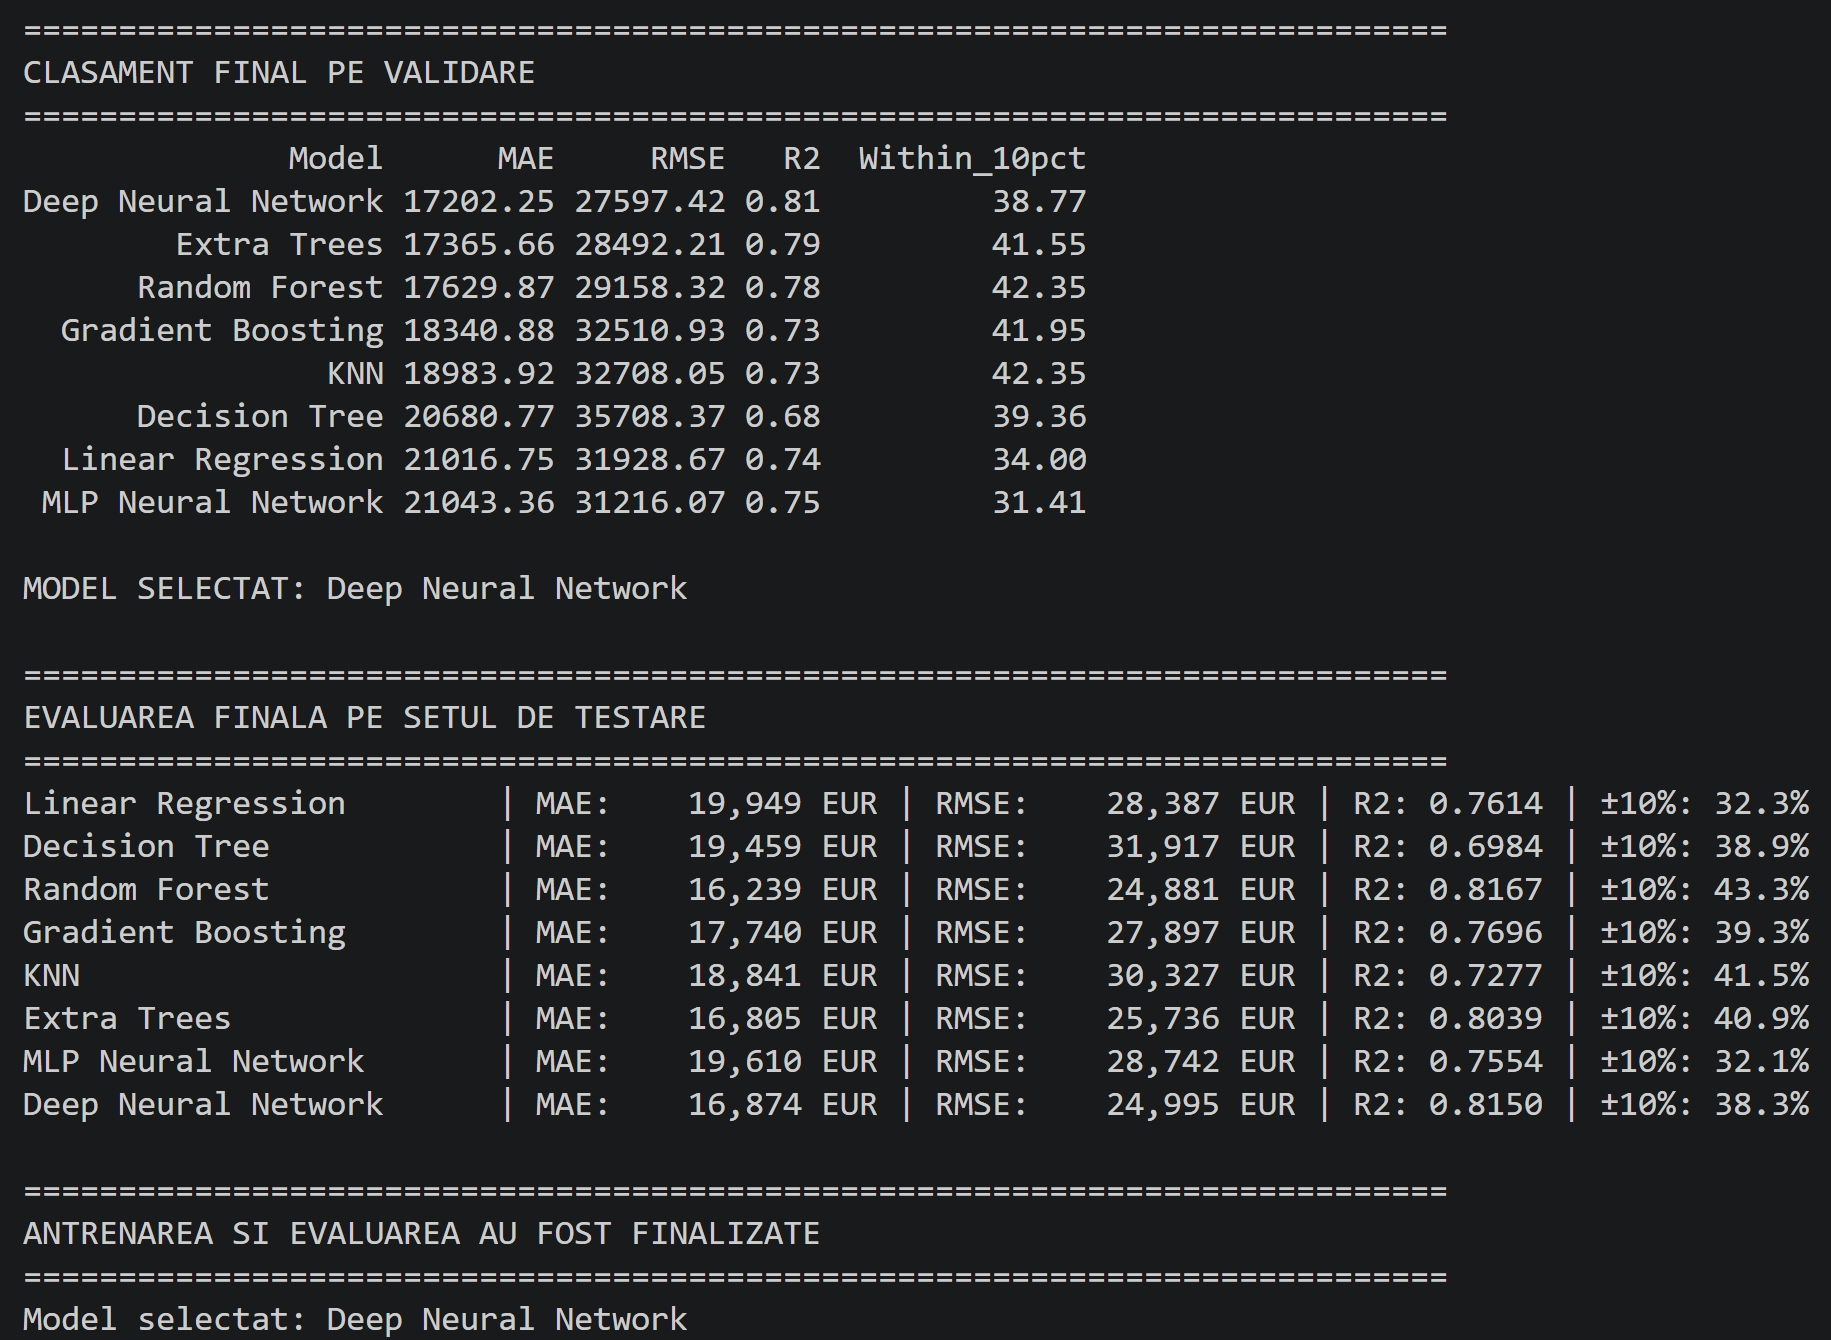 ===========================================================================
CLASAMENT FINAL PE VALIDARE
===========================================================================
              Model      MAE     RMSE   R2  Within_10pct
Deep Neural Network 17202.25 27597.42 0.81         38.77
        Extra Trees 17365.66 28492.21 0.79         41.55
      Random Forest 17629.87 29158.32 0.78         42.35
  Gradient Boosting 18340.88 32510.93 0.73         41.95
                KNN 18983.92 32708.05 0.73         42.35
      Decision Tree 20680.77 35708.37 0.68         39.36
  Linear Regression 21016.75 31928.67 0.74         34.00
 MLP Neural Network 21043.36 31216.07 0.75         31.41
MODEL SELECTAT: Deep Neural Network
===========================================================================
EVALUAREA FINALA PE SETUL DE TESTARE
===========================================================================
Linear Regression        | MAE:    19,949 EUR | RMSE:    28,387 EUR | R2: 0.7614 | ±10%: 32.3%
Decision Tree            | MAE:    19,459 EUR | RMSE:    31,917 EUR | R2: 0.6984 | ±10%: 38.9%
Random Forest            | MAE:    16,239 EUR | RMSE:    24,881 EUR | R2: 0.8167 | ±10%: 43.3%
Gradient Boosting        | MAE:    17,740 EUR | RMSE:    27,897 EUR | R2: 0.7696 | ±10%: 39.3%
KNN                      | MAE:    18,841 EUR | RMSE:    30,327 EUR | R2: 0.7277 | ±10%: 41.5%
Extra Trees              | MAE:    16,805 EUR | RMSE:    25,736 EUR | R2: 0.8039 | ±10%: 40.9%
MLP Neural Network       | MAE:    19,610 EUR | RMSE:    28,742 EUR | R2: 0.7554 | ±10%: 32.1%
Deep Neural Network      | MAE:    16,874 EUR | RMSE:    24,995 EUR | R2: 0.8150 | ±10%: 38.3%
===========================================================================
ANTRENAREA SI EVALUAREA AU FOST FINALIZATE
===========================================================================
Model selectat: Deep Neural Network